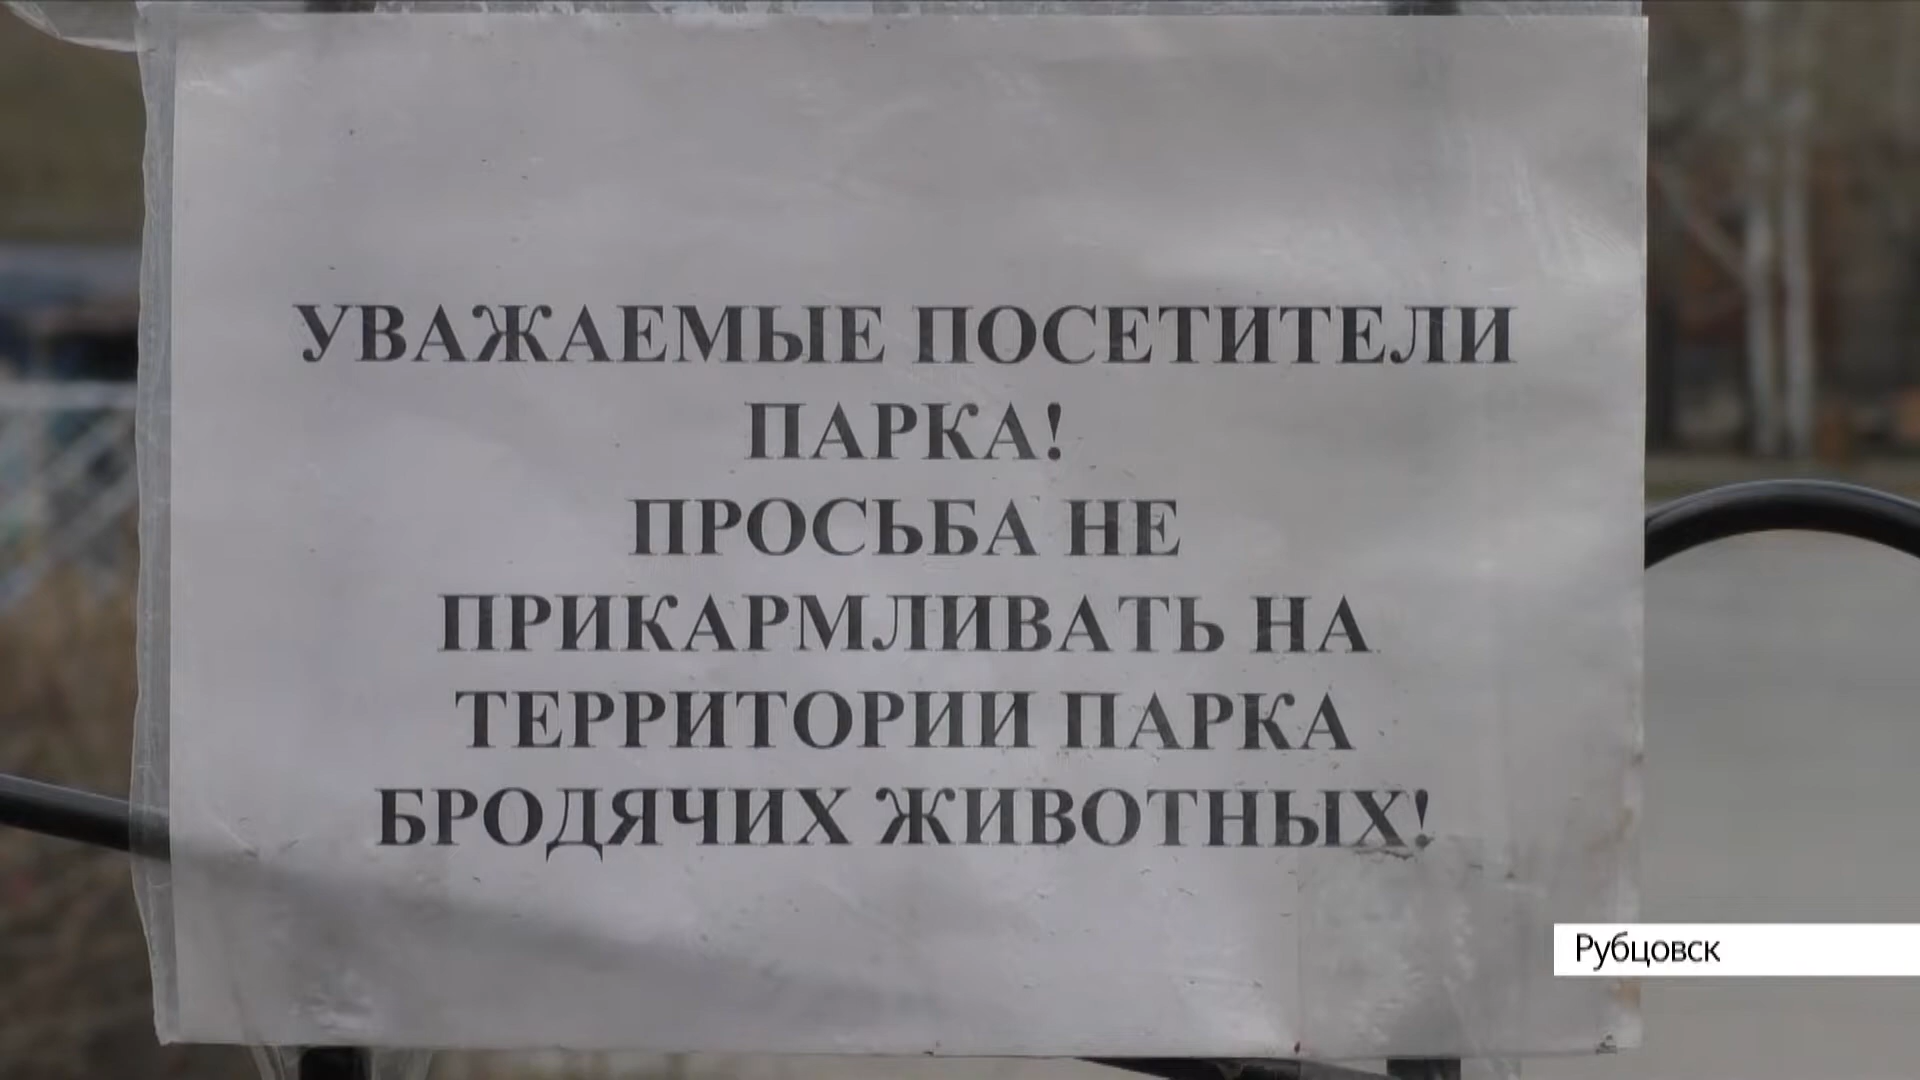 УВАЖАЕМЫЕ ПОСЕТИТЕЛИ
ПАРКА!
ПРОСЬБА НЕ
ПРИКАРМЛИВАТЬ НА
ТЕРРИТОРИИ ПАРКА
БРОДЯЧИХ ЖИВОТНЫХ!
Рубцовск